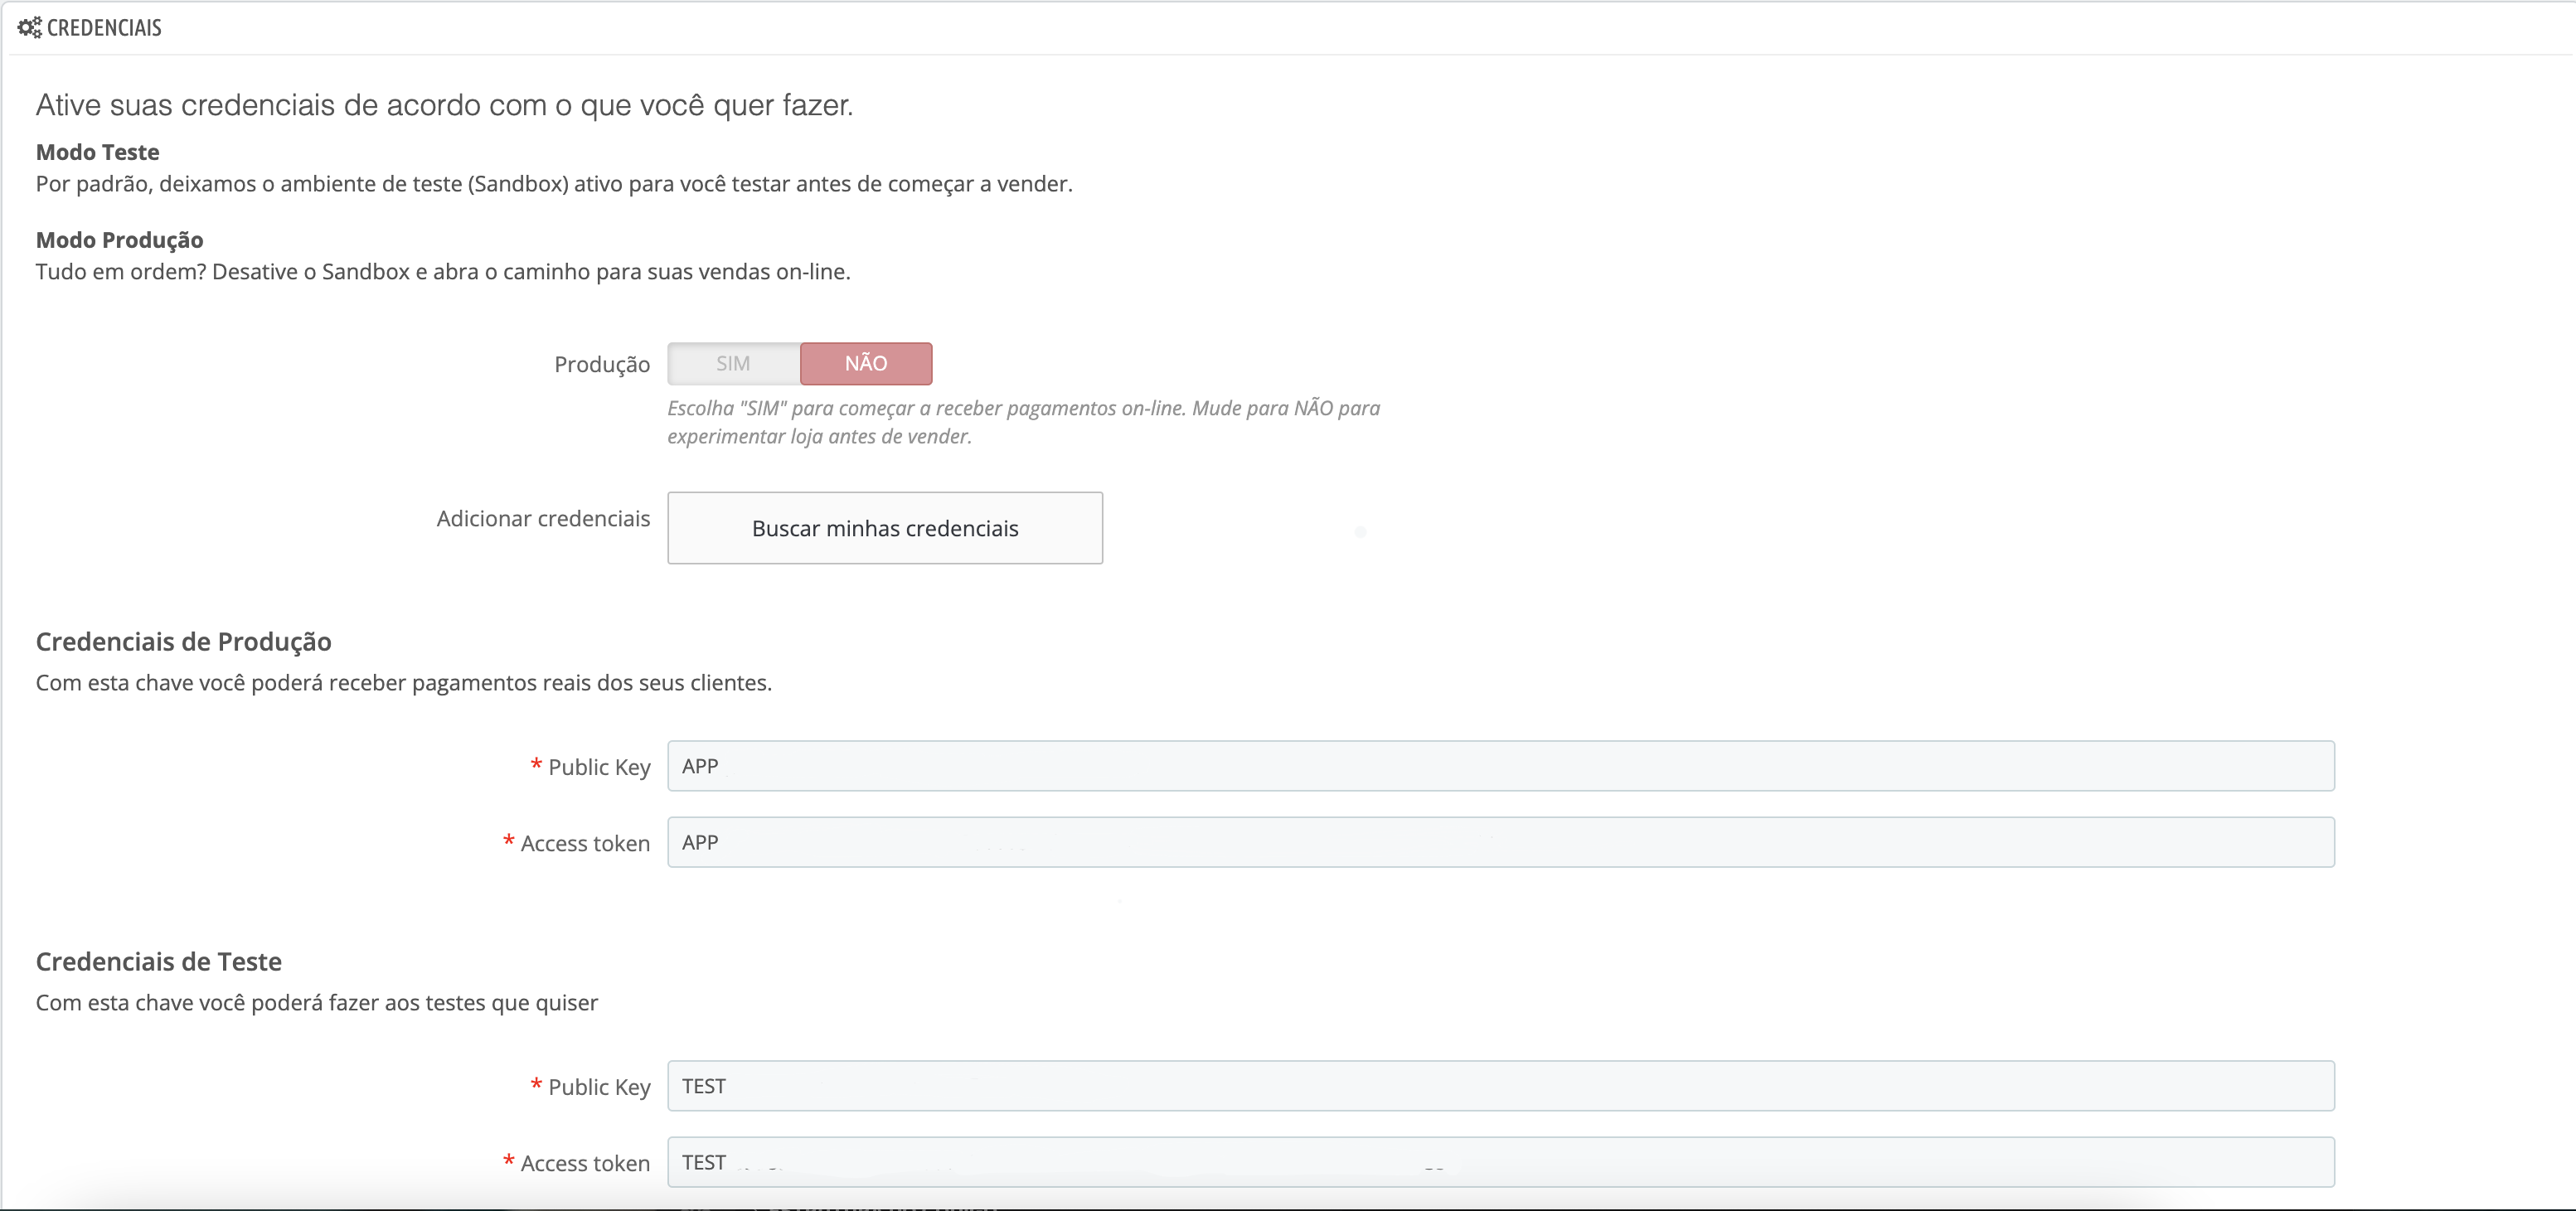 CREDENCIAIS
Ative suas credenciais de acordo com o que você quer fazer.
Modo Teste
Por padrão, deixamos o ambiente de teste (Sandbox) ativo para você testar antes de começar a vender.
Modo Produção
Tudo em ordem? Desative o Sandbox e abra o caminho para suas vendas on-line.
Produção SIM NÃO
Escolha "SIM" para começar a receber pagamentos on-line. Mude para NÃO para
experimentar loja antes de vender.
Adicionar credenciais Buscar minhas credenciais
Credenciais de Produção
Com esta chave você poderá receber pagamentos reais dos seus clientes.
* Public Key APP
* Access token APP
Credenciais de Teste
Com esta chave você poderá fazer aos testes que quiser
* Public Key TEST
* Access token TEST